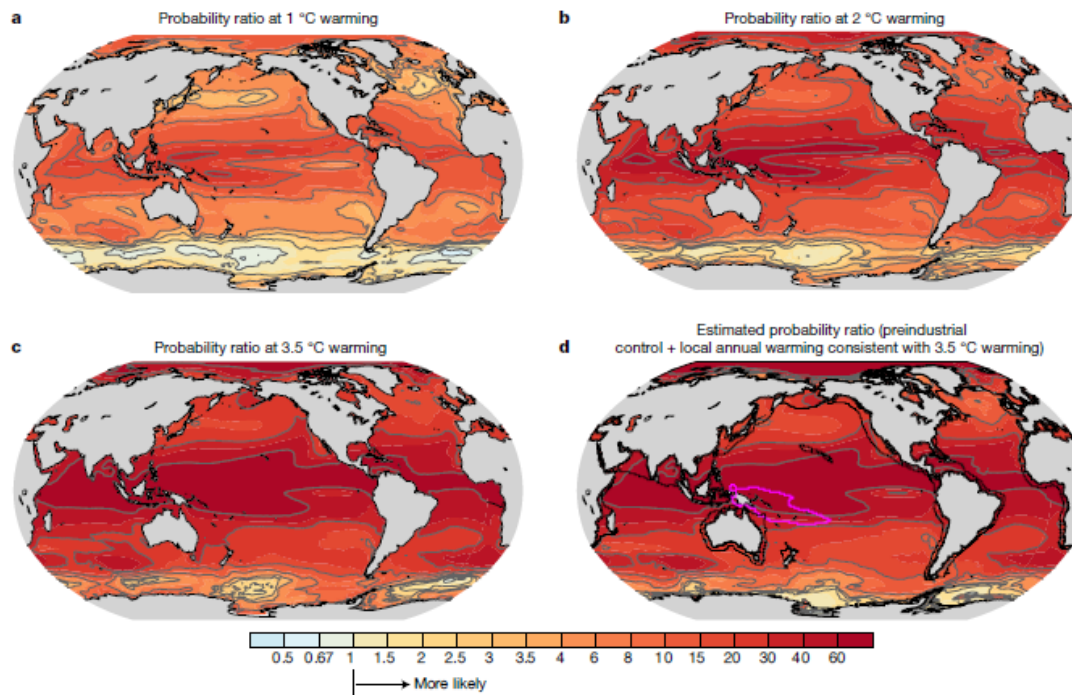 a Probability ratio at 1 °C warming
b Probability ratio at 2 °C warming
c Probability ratio at 3.5 °C warming
d Estimated probability ratio (preindustrial
control + local annual warming consistent with 3.5 °C warming)
0.5 0.67 1 1.5 2 2.5 3 3.5 4 6 8 10 15 20 30 40 60
More likely